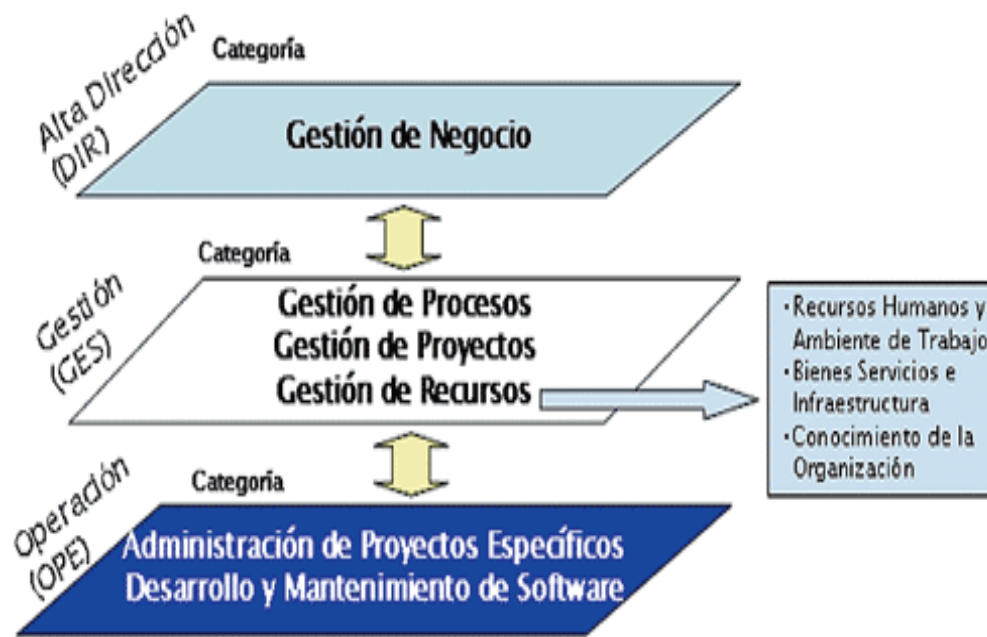 Categoría
Alta Dirección
(DIR)
Gestión de Negocio
Categoría
Gestión
(GES)
Gestión de Procesos
Gestión de Proyectos
Gestión de Recursos
·Recursos Humanos y
Ambiente de Trabajo
·Bienes Servicios e
Infraestructura
·Conocimiento de la
Organización
Categoría
Operación
(OPE)
Administración de Proyectos Específicos
Desarrollo y Mantenimiento de Software